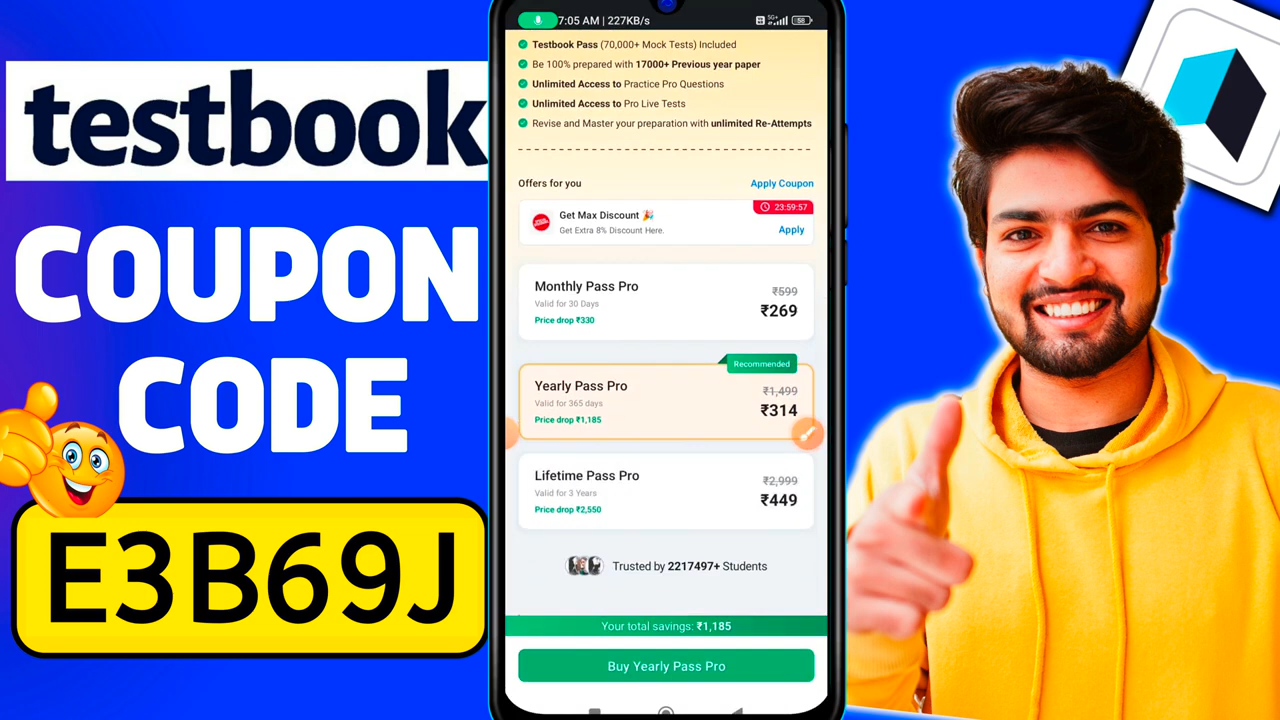 testbook
COUPON
CODE
E3B69J
7:05 AM | 227KB/s
5G+
58
Testbook Pass (70,000+ Mock Tests) Included
Be 100% prepared with 17000+ Previous year paper
Unlimited Access to Practice Pro Questions
Unlimited Access to Pro Live Tests
Revise and Master your preparation with unlimited Re-Attempts
Offers for you
Apply Coupon
23:59:57
Get Max Discount 🎉
Get Extra 8% Discount Here.
Apply
Monthly Pass Pro
₹599
Valid for 30 Days
₹269
Price drop ₹330
Recommended
Yearly Pass Pro
₹1,499
Valid for 365 days
₹314
Price drop ₹1,185
Lifetime Pass Pro
₹2,999
Valid for 3 Years
₹449
Price drop ₹2,550
Trusted by 2217497+ Students
Your total savings: ₹1,185
Buy Yearly Pass Pro